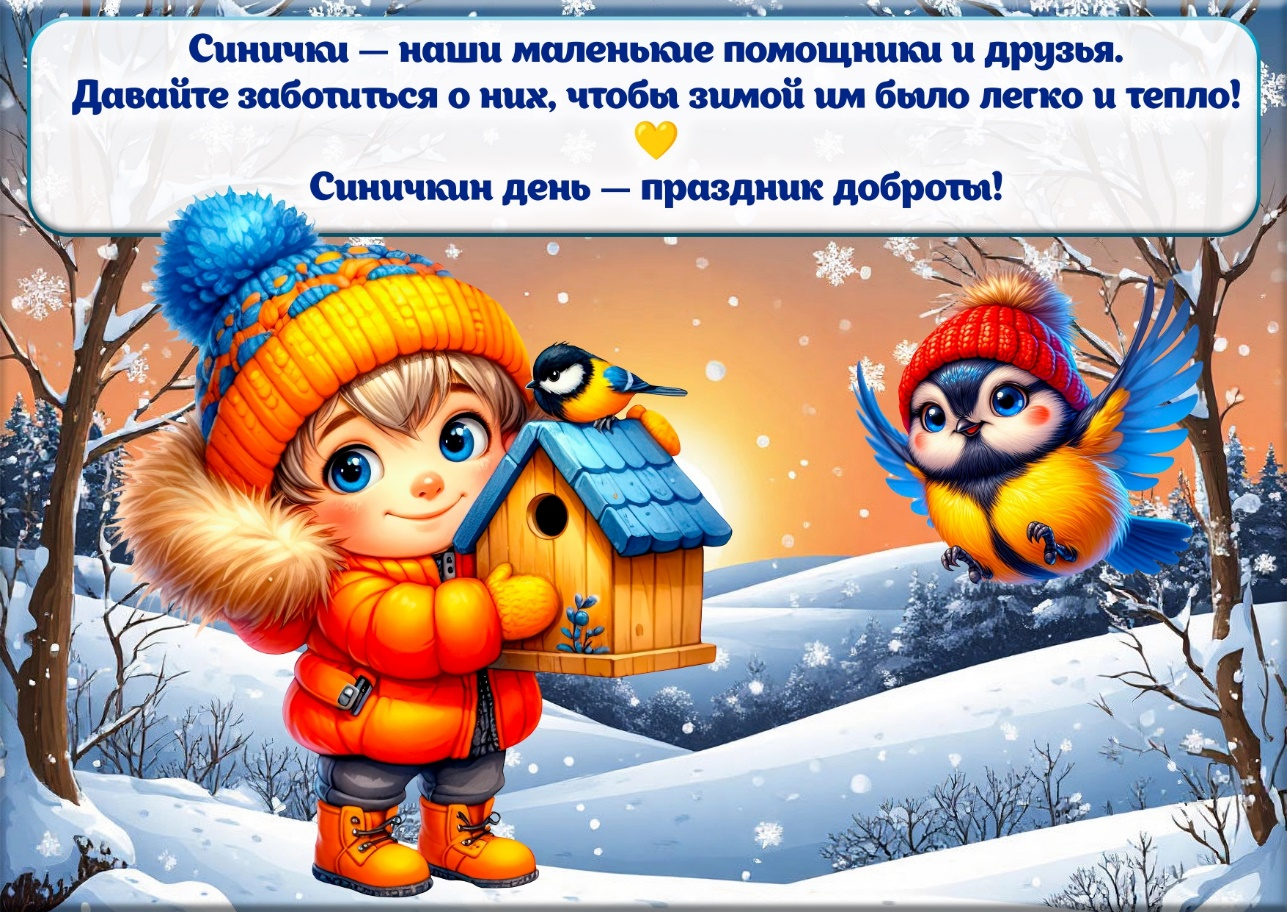 Синички — наши маленькие помощники и друзья.
Давайте заботиться о них, чтобы зимой им было легко и тепло!
💛
Синичкин день — праздник доброты!